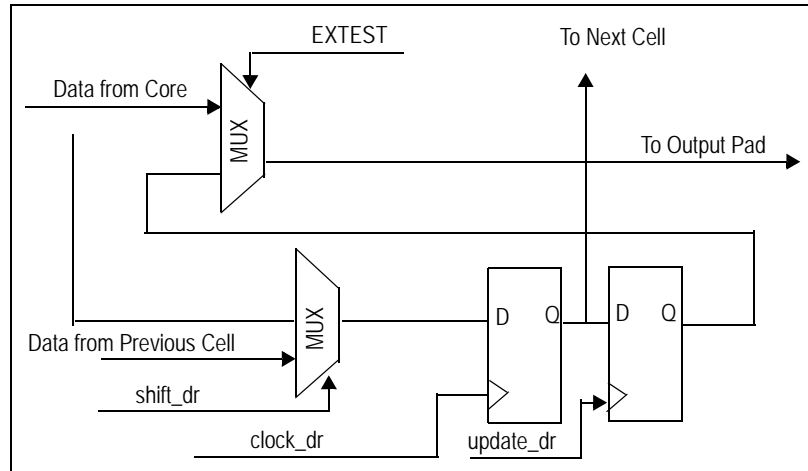 EXTEST
To Next Cell
Data from Core
MUX
To Output Pad
D Q
D Q
MUX
Data from Previous Cell
shift_dr
clock_dr
update_dr